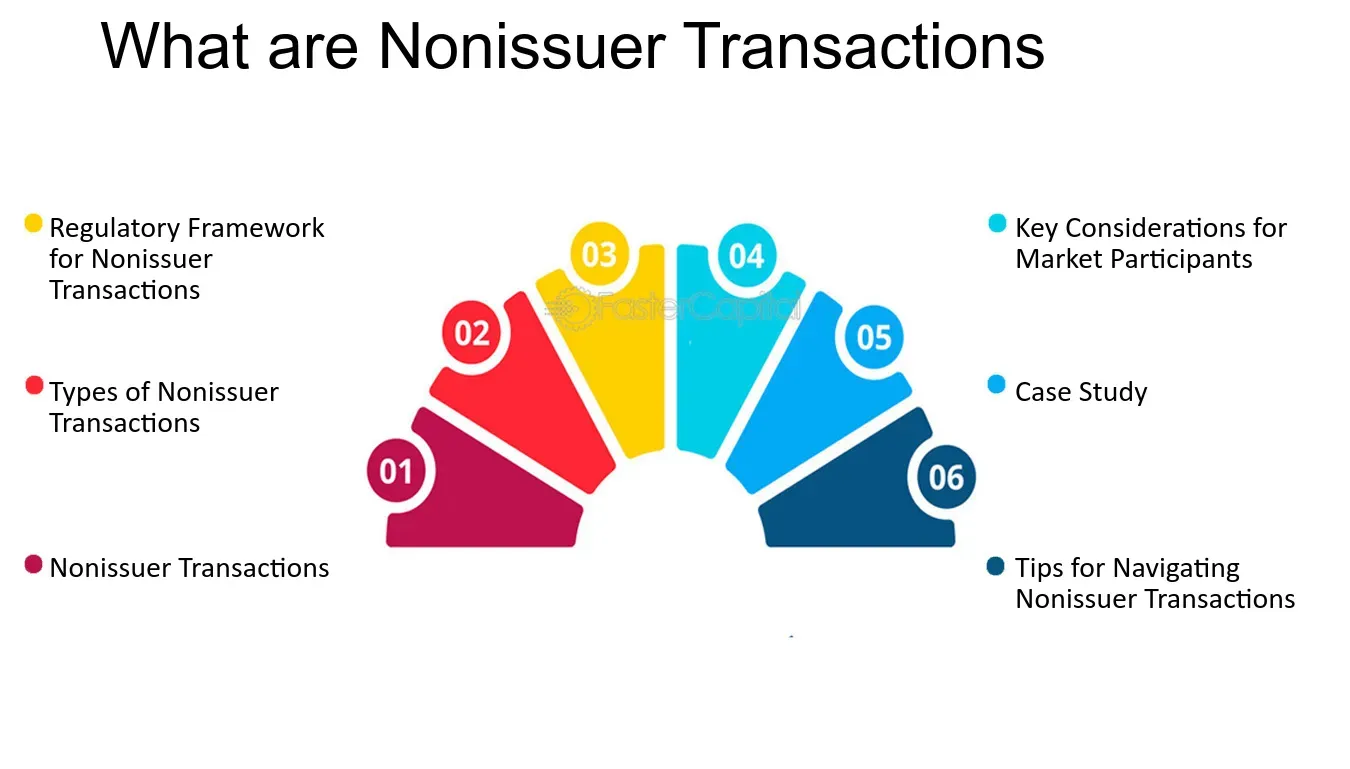 What are Nonissuer Transactions
Regulatory Framework
for Nonissuer
Transactions
Types of Nonissuer
Transactions
Nonissuer Transactions
01
02
03
04
05
06
FasterCapital
Key Considerations for
Market Participants
Case Study
Tips for Navigating
Nonissuer Transactions